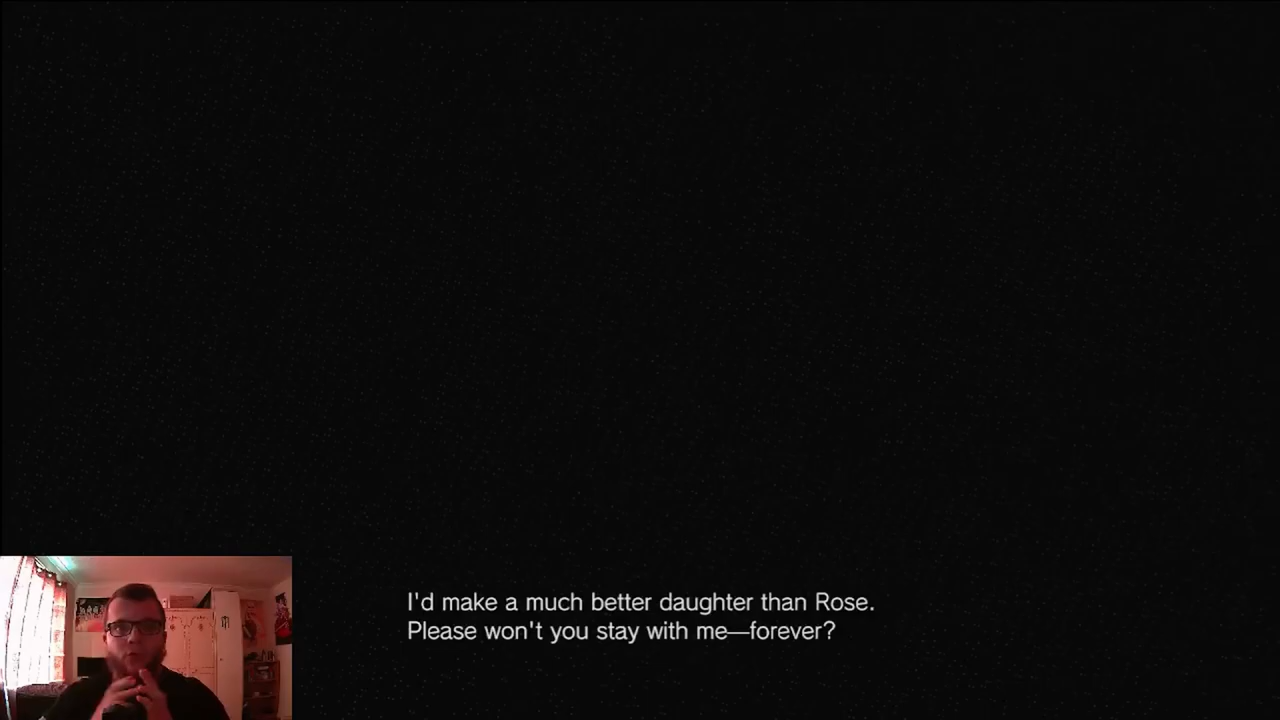 I'd make a much better daughter than Rose.
Please won't you stay with me—forever?